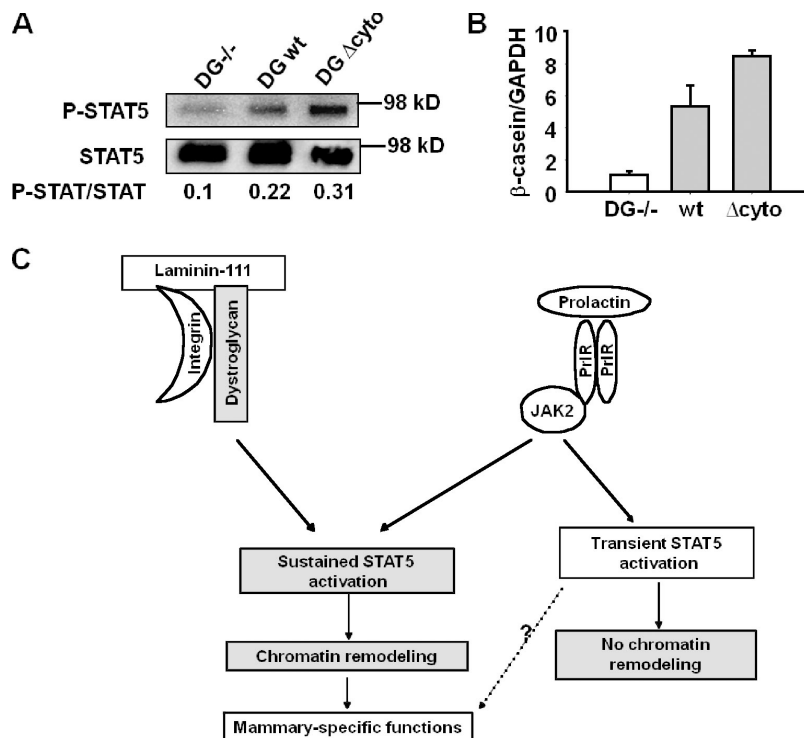 A
DG-/-
DG wt
DG Δcyto
P-STAT5
98 kD
STAT5
98 kD
P-STAT/STAT 0.1 0.22 0.31
B
β-casein/GAPDH
10
8
6
4
2
0
DG-/- wt Δcyto
C
Laminin-111
Integrin
Dystroglycan
Prolactin
PrlR
PrlR
JAK2
Sustained STAT5
activation
Transient STAT5
activation
?
Chromatin remodeling
No chromatin
remodeling
Mammary-specific functions